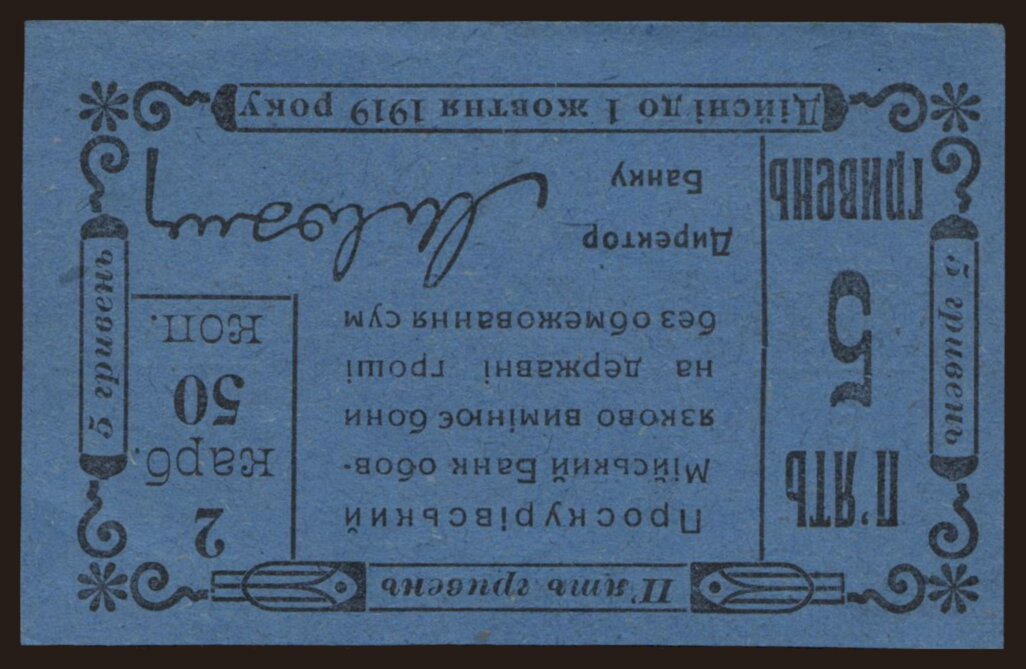 П'ять гривень
П'ЯТЬ
5
ГРИВЕНЬ
Проскурівський
Міський Банк обов-
язково вимінює бони
на державні гроші
без обмежовання сум
2
карб.
50
коп.
Директор
Банку
Дійсні до 1 жовтня 1919 року
5 гривень
5 гривень